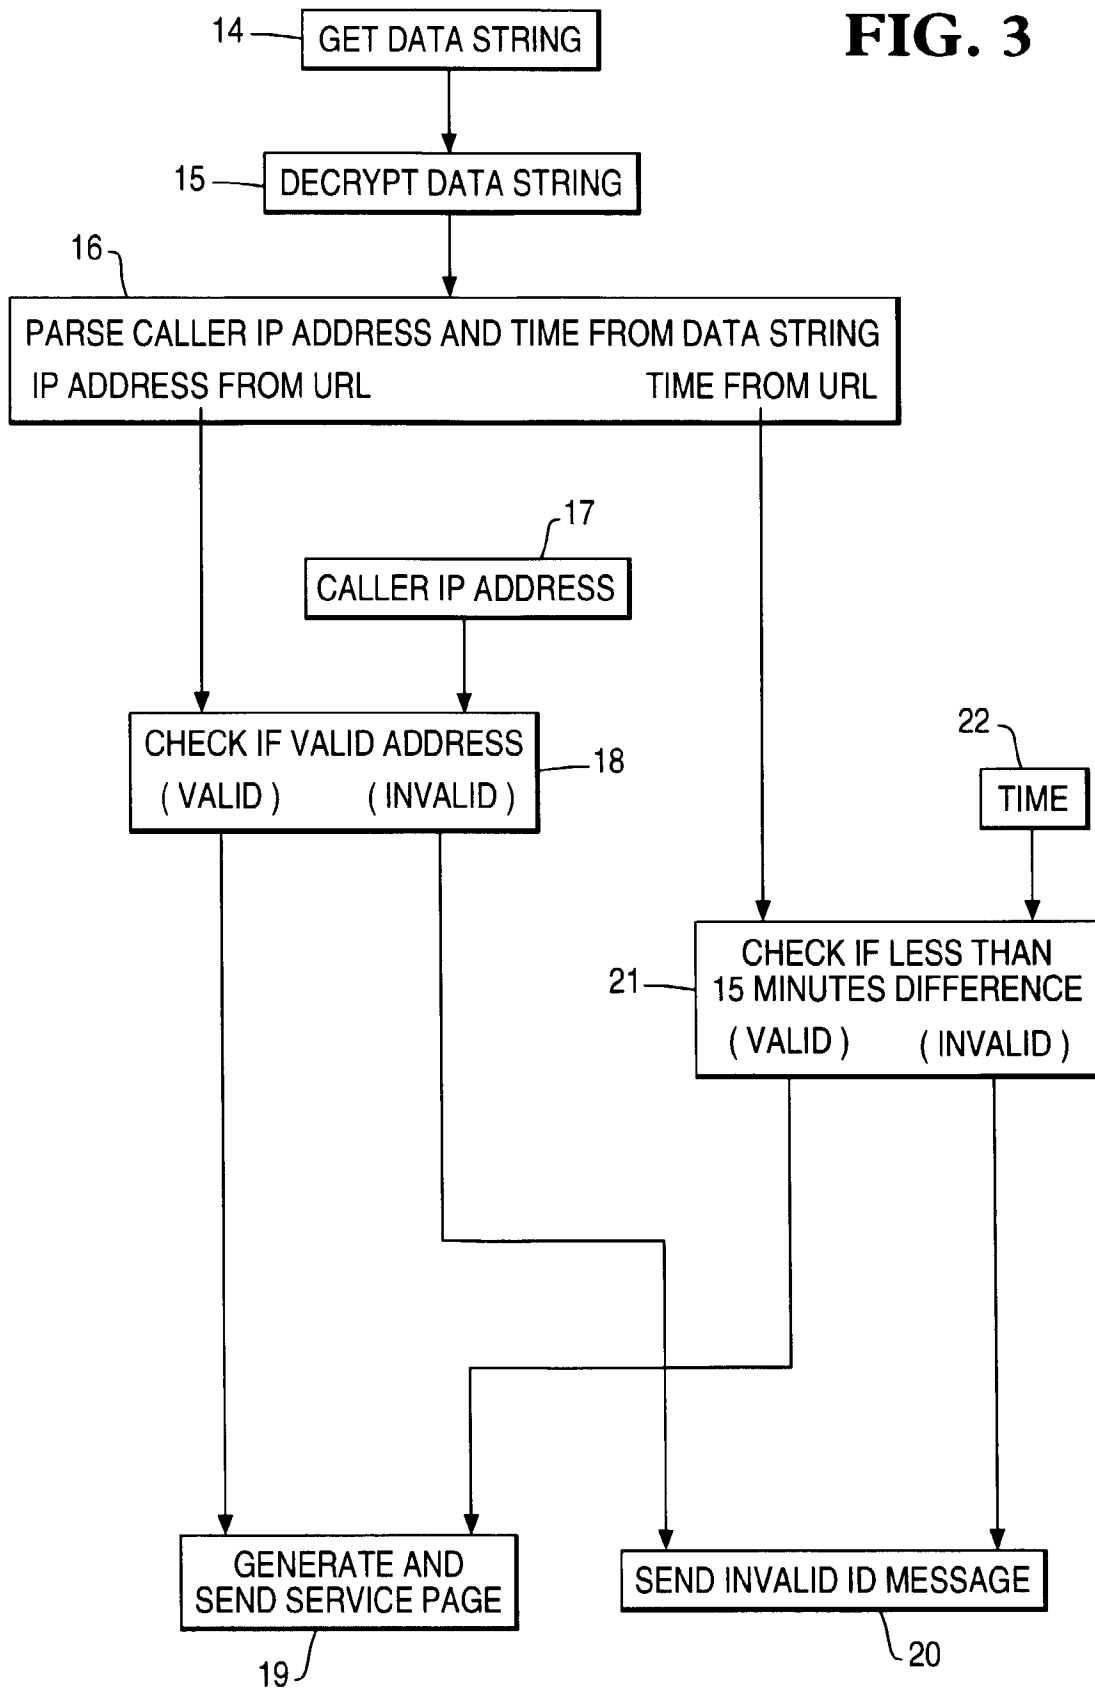 FIG. 3
14
GET DATA STRING
15
DECRYPT DATA STRING
16
PARSE CALLER IP ADDRESS AND TIME FROM DATA STRING
IP ADDRESS FROM URL TIME FROM URL
17
CALLER IP ADDRESS
CHECK IF VALID ADDRESS
( VALID ) ( INVALID )
18
22
TIME
CHECK IF LESS THAN
15 MINUTES DIFFERENCE
( VALID ) ( INVALID )
21
GENERATE AND
SEND SERVICE PAGE
19
SEND INVALID ID MESSAGE
20